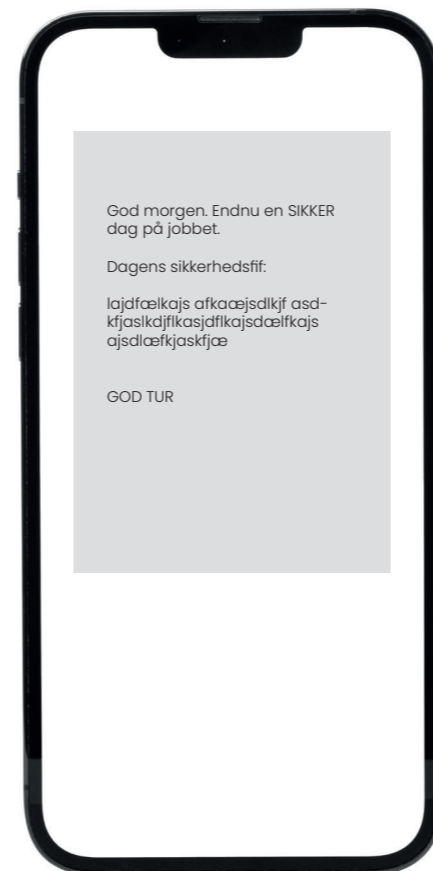 God morgen. Endnu en SIKKER
dag på jobbet.
Dagens sikkerhedsfif:
lajdfælkajs afkaæjsdlkjf asd-
kfjaslkdjflkasjdflkajsdælfkajs
ajsdlæfkjaskfjæ
GOD TUR